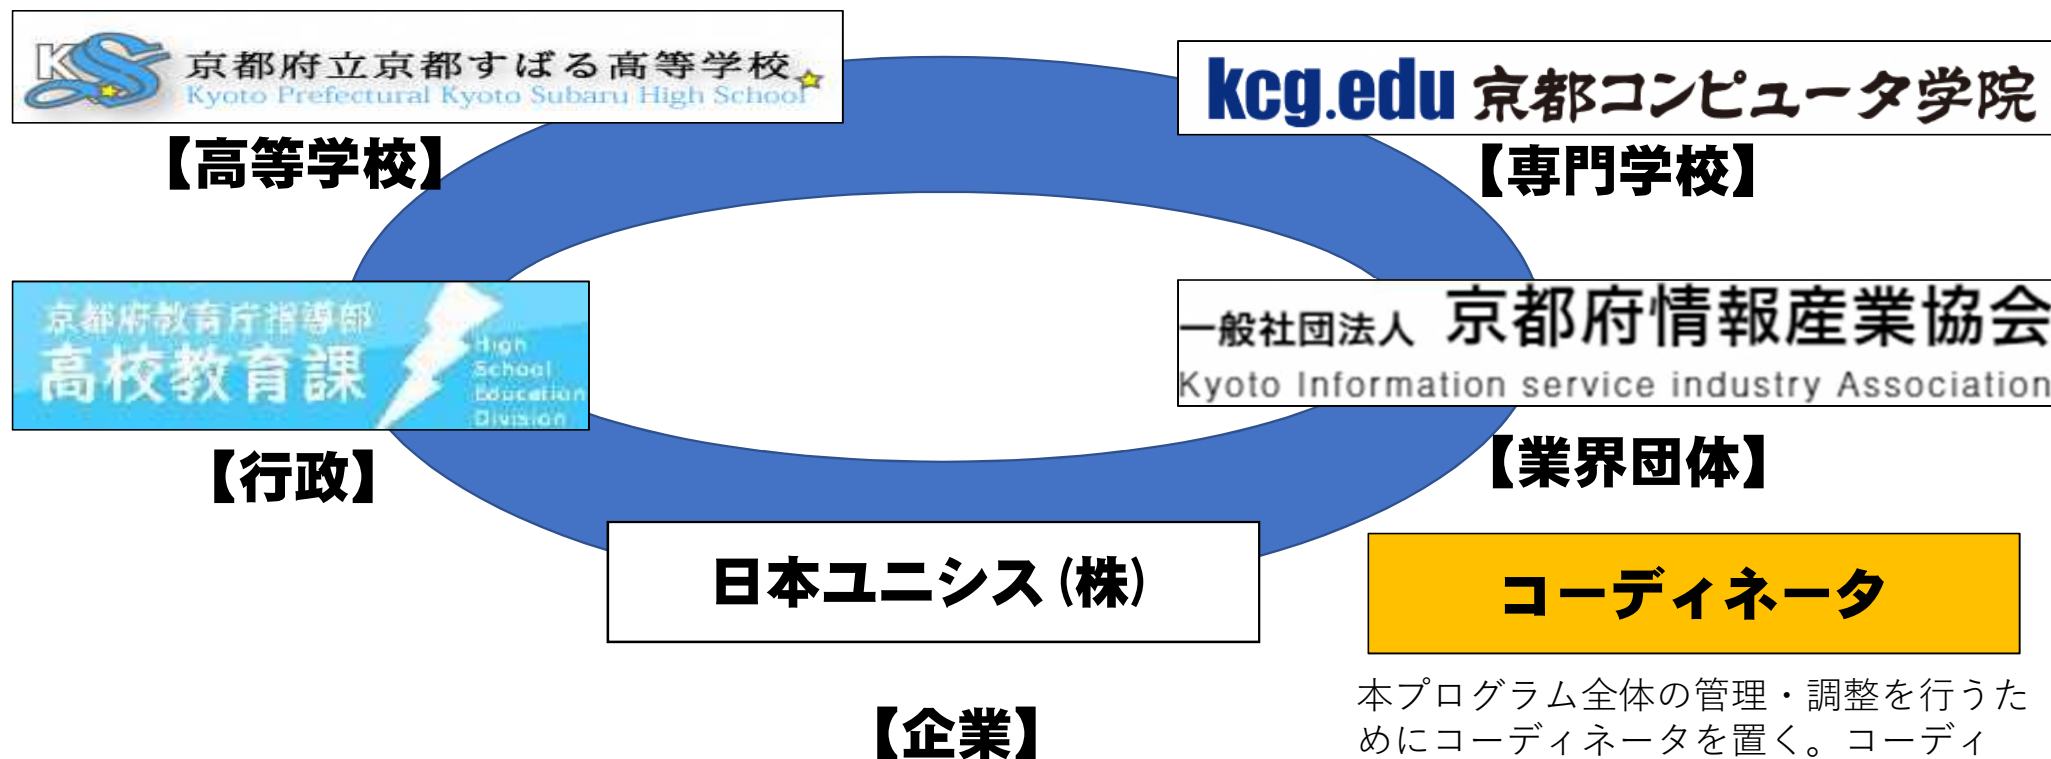 京都府立京都すばる高等学校
Kyoto Prefectural Kyoto Subaru High School
【高等学校】
kcg.edu 京都コンピュータ学院
【専門学校】
京都府教育庁指導部
高校教育課
High
School
Education
Division
【行政】
一般社団法人 京都府情報産業協会
Kyoto Information service industry Association
【業界団体】
日本ユニシス(株)
【企業】
コーディネータ
本プログラム全体の管理・調整を行うた
めにコーディネータを置く。コーディ